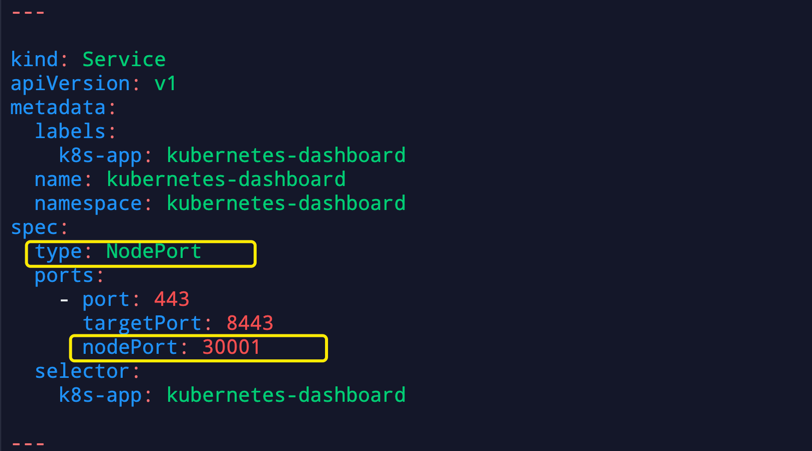 ---
kind: Service
apiVersion: v1
metadata:
  labels:
    k8s-app: kubernetes-dashboard
  name: kubernetes-dashboard
  namespace: kubernetes-dashboard
spec:
  type: NodePort
  ports:
    - port: 443
      targetPort: 8443
      nodePort: 30001
  selector:
    k8s-app: kubernetes-dashboard
---